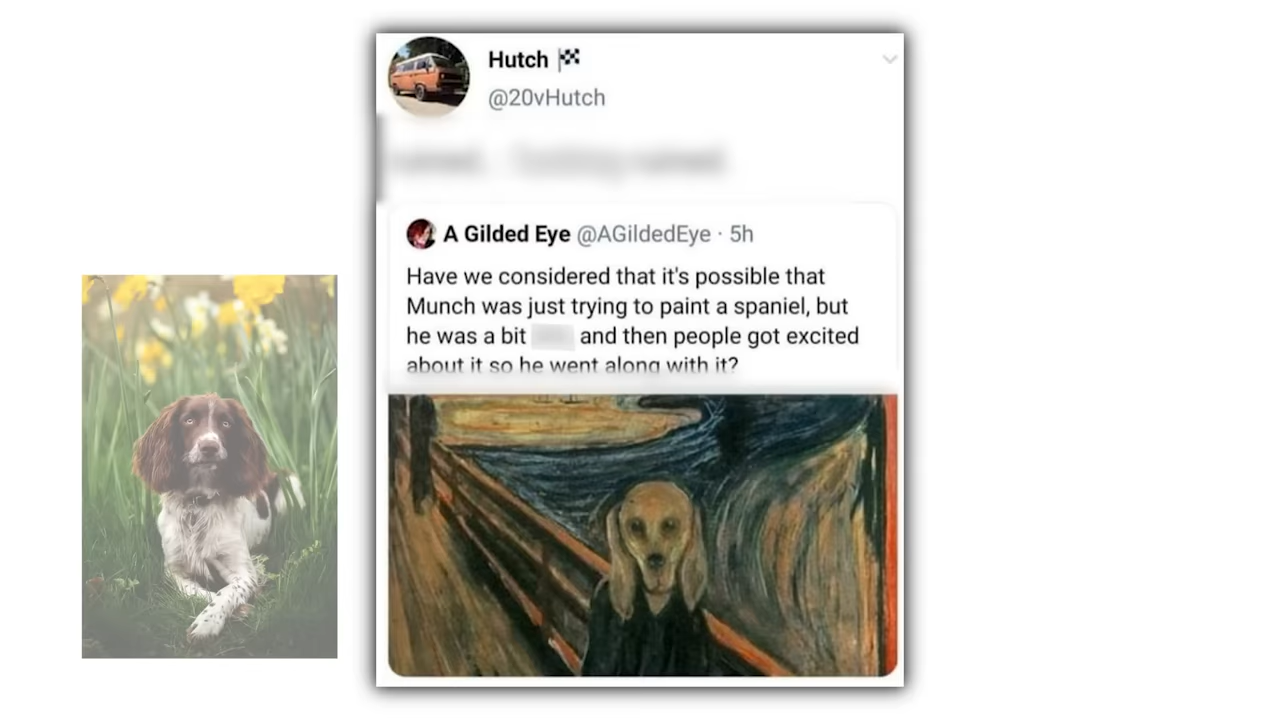 Hutch
@20vHutch
A Gilded Eye @AGildedEye · 5h
Have we considered that it's possible that
Munch was just trying to paint a spaniel, but
he was a bit and then people got excited
about it so he went along with it?